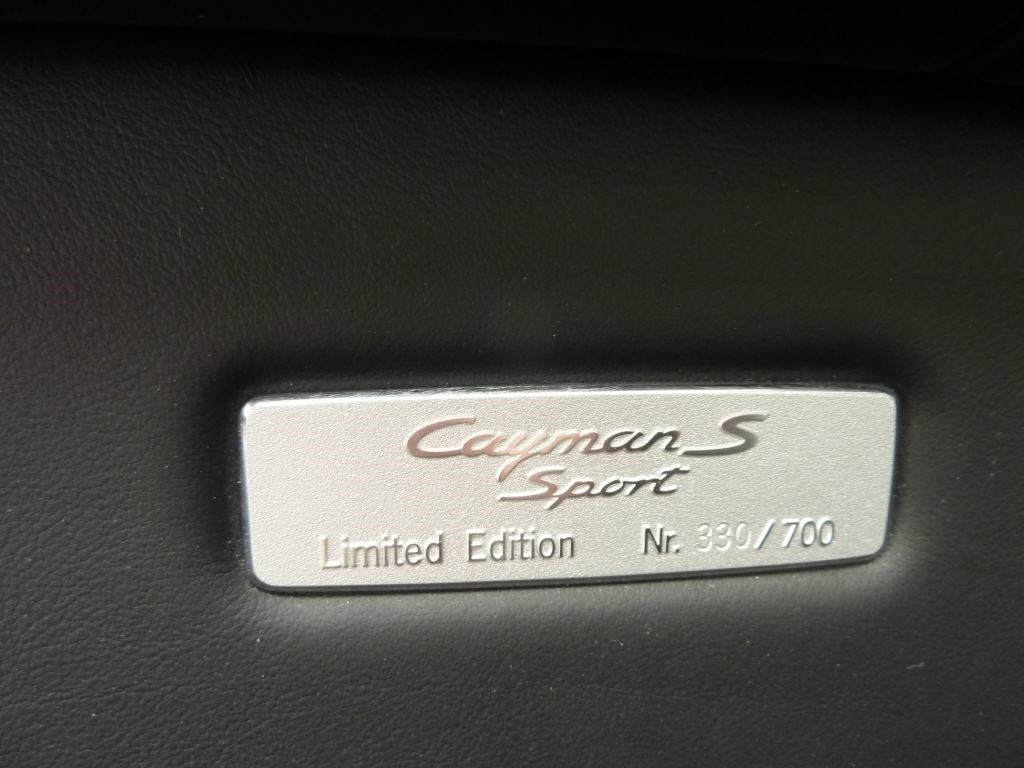 Cayman S
Sport
Limited Edition Nr. 330/700